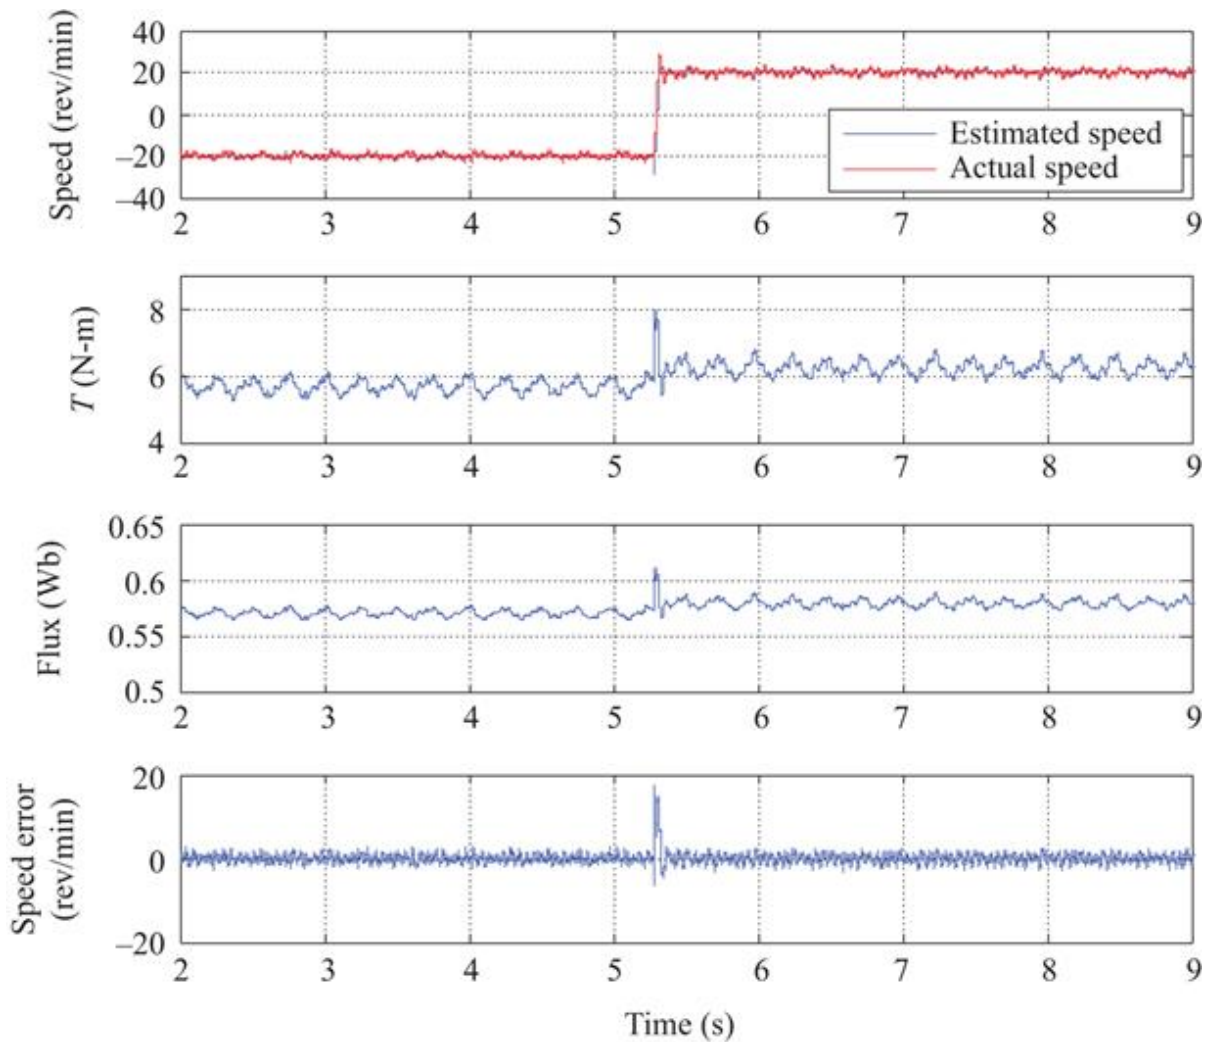 Speed (rev/min)
40
20
0
–20
–40
Estimated speed
Actual speed
2 3 4 5 6 7 8 9
T (N-m)
8
6
4
2 3 4 5 6 7 8 9
Flux (Wb)
0.65
0.6
0.55
0.5
2 3 4 5 6 7 8 9
Speed error
(rev/min)
20
0
–20
2 3 4 5 6 7 8 9
Time (s)